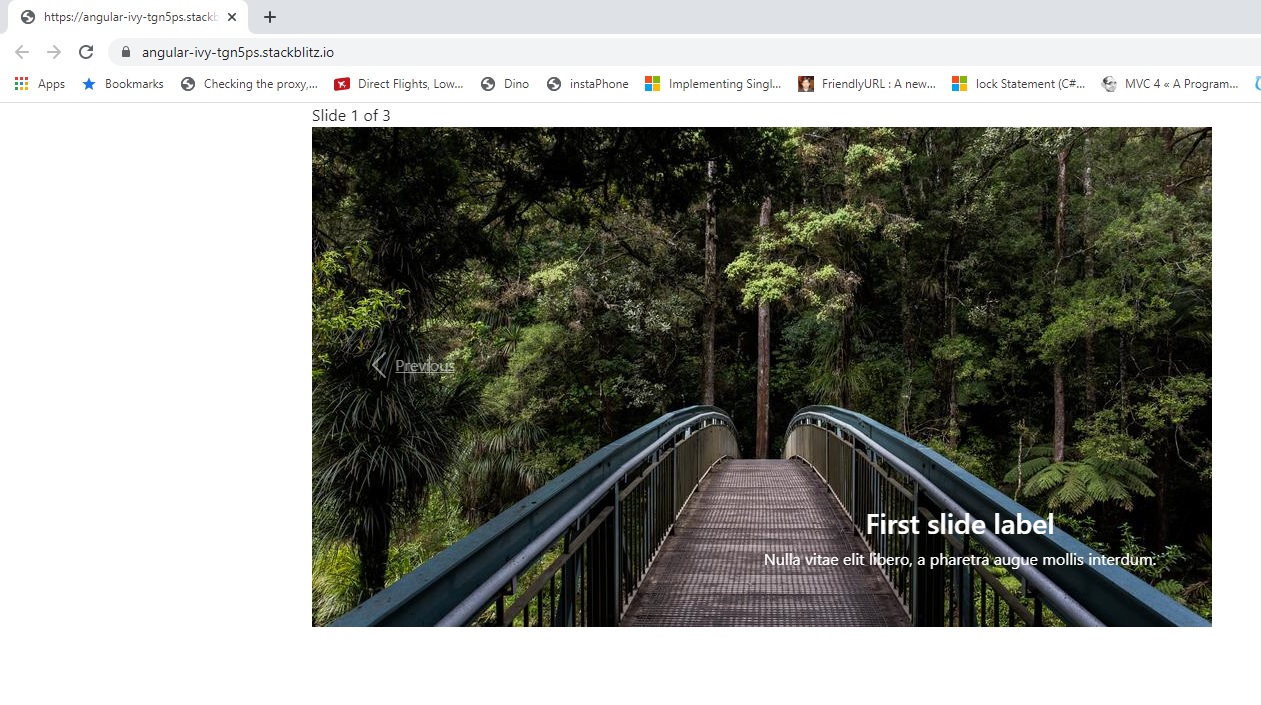 https://angular-ivy-tgn5ps.stackb
angular-ivy-tgn5ps.stackblitz.io
Apps Bookmarks Checking the proxy,... Direct Flights, Low... Dino instaPhone Implementing Singl... FriendlyURL : A new... lock Statement (C#... MVC 4 « A Program...
Slide 1 of 3
Previous
First slide label
Nulla vitae elit libero, a pharetra augue mollis interdum.